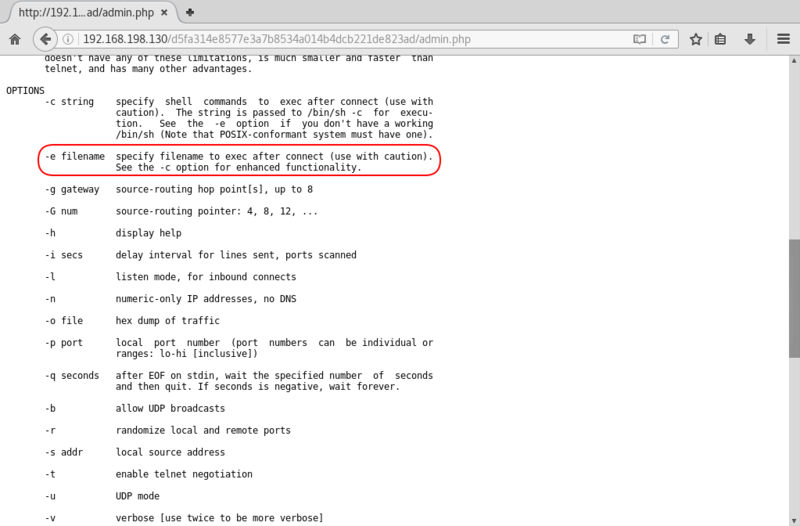 http://192.1...ad/admin.php
192.168.198.130/d5fa314e8577e3a7b8534a014b4dcb221de823ad/admin.php
doesn't have any of these limitations, is much smaller and faster than
telnet, and has many other advantages.
OPTIONS
-c string specify shell commands to exec after connect (use with
caution). The string is passed to /bin/sh -c for execu-
tion. See the -e option if you don't have a working
/bin/sh (Note that POSIX-conformant system must have one).
-e filename specify filename to exec after connect (use with caution).
See the -c option for enhanced functionality.
-g gateway source-routing hop point[s], up to 8
-G num source-routing pointer: 4, 8, 12, ...
-h display help
-i secs delay interval for lines sent, ports scanned
-l listen mode, for inbound connects
-n numeric-only IP addresses, no DNS
-o file hex dump of traffic
-p port local port number (port numbers can be individual or
ranges: lo-hi [inclusive])
-q seconds after EOF on stdin, wait the specified number of seconds
and then quit. If seconds is negative, wait forever.
-b allow UDP broadcasts
-r randomize local and remote ports
-s addr local source address
-t enable telnet negotiation
-u UDP mode
-v verbose [use twice to be more verbose]